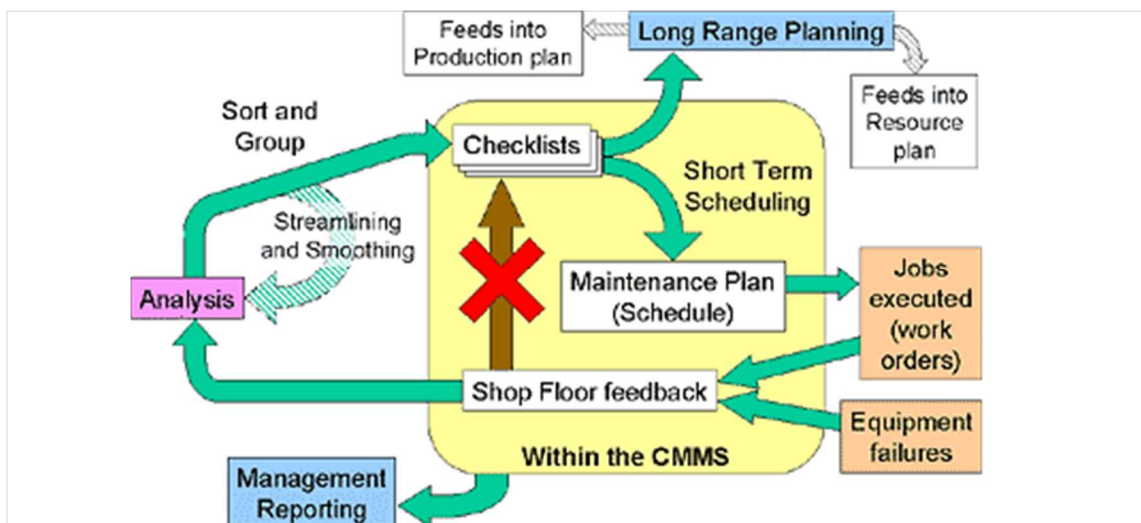 Feeds into
Production plan
Long Range Planning
Feeds into
Resource
plan
Sort and
Group
Checklists
Short Term
Scheduling
Streamlining
and Smoothing
Analysis
Maintenance Plan
(Schedule)
Jobs
executed
(work
orders)
Shop Floor feedback
Equipment
failures
Within the CMMS
Management
Reporting